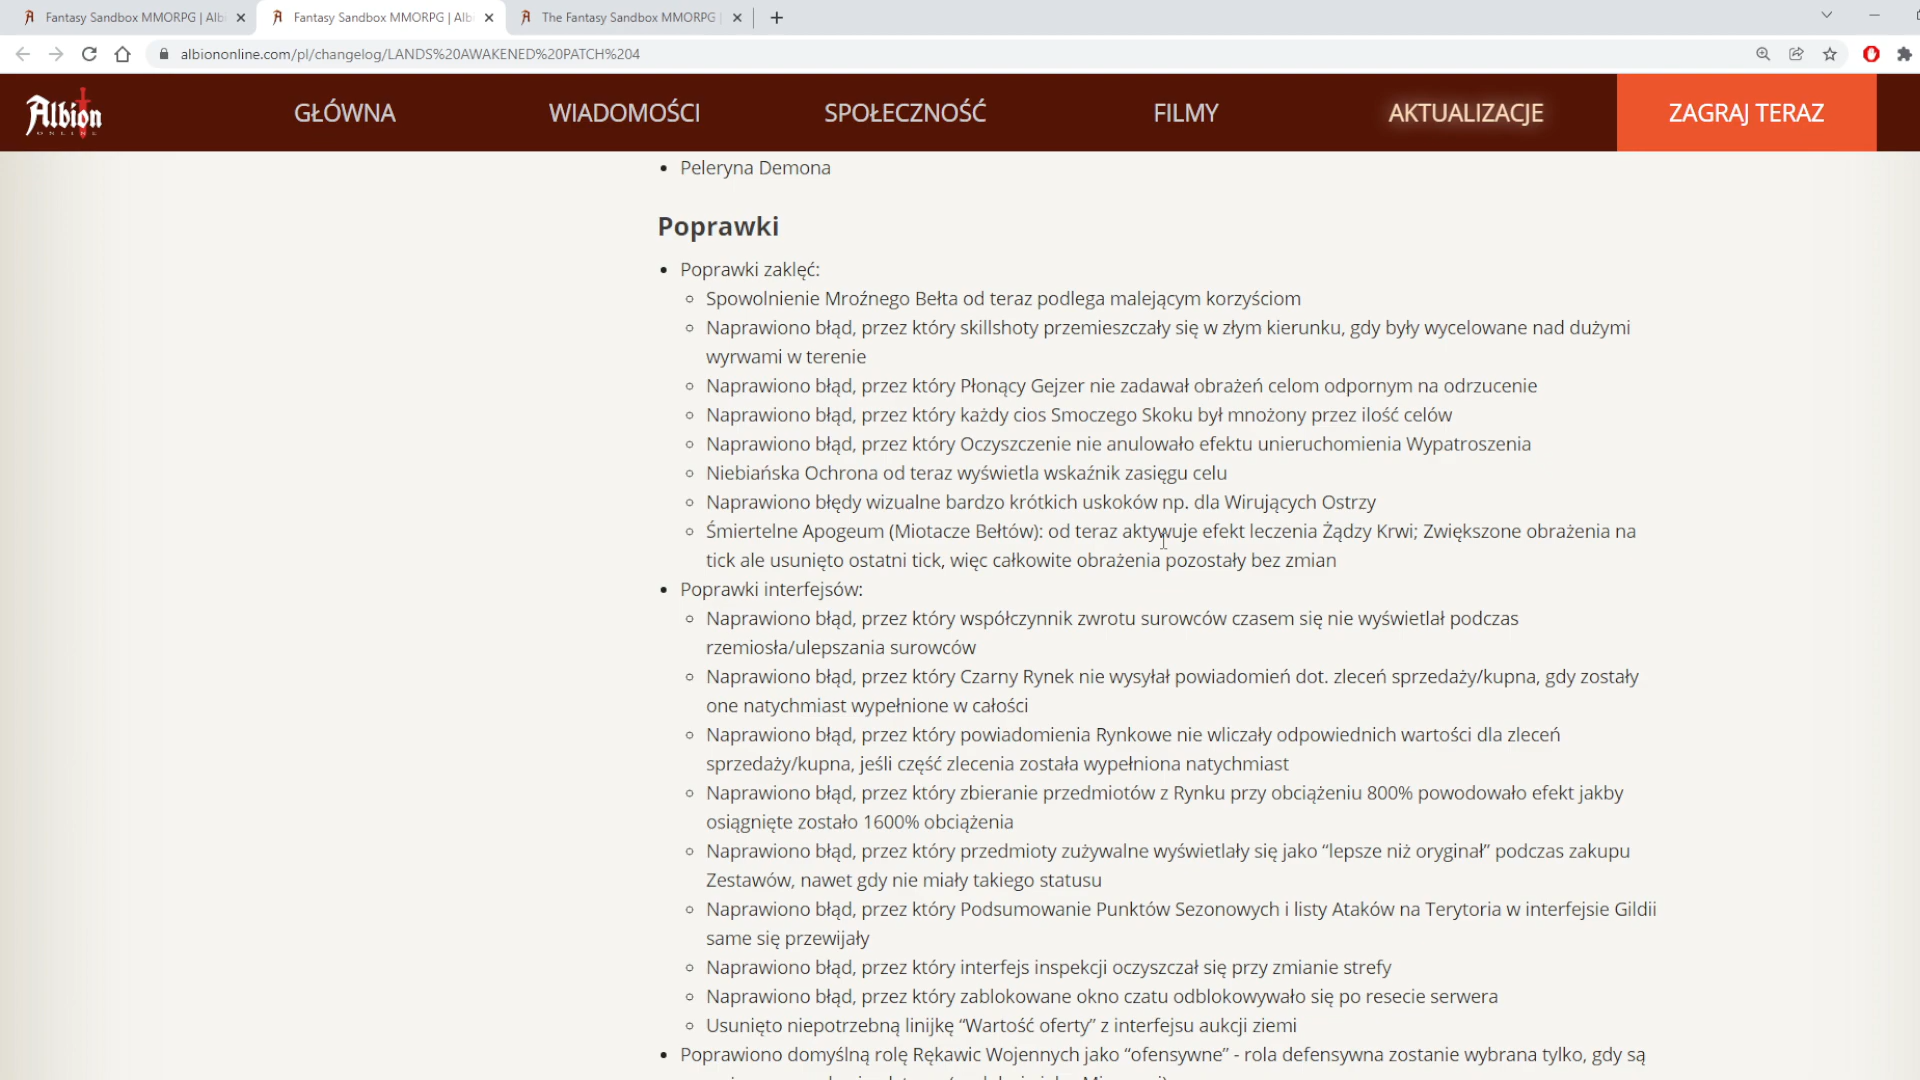 Fantasy Sandbox MMORPG | Alb
Fantasy Sandbox MMORPG | Alb
The Fantasy Sandbox MMORPG |
albiononline.com/pl/changelog/LANDS%20AWAKENED%20PATCH%204
Albion
ONLINE
GŁÓWNA
WIADOMOŚCI
SPOŁECZNOŚĆ
FILMY
AKTUALIZACJE
ZAGRAJ TERAZ
Peleryna Demona
Poprawki
Poprawki zaklęć:
Spowolnienie Mroźnego Bełta od teraz podlega malejącym korzyściom
Naprawiono błąd, przez który skillshoty przemieszczały się w złym kierunku, gdy były wycelowane nad dużymi
wyrwami w terenie
Naprawiono błąd, przez który Płonący Gejzer nie zadawał obrażeń celom odpornym na odrzucenie
Naprawiono błąd, przez który każdy cios Smoczego Skoku był mnożony przez ilość celów
Naprawiono błąd, przez który Oczyszczenie nie anulowało efektu unieruchomienia Wypatroszenia
Niebiańska Ochrona od teraz wyświetla wskaźnik zasięgu celu
Naprawiono błędy wizualne bardzo krótkich uskoków np. dla Wirujących Ostrzy
Śmiertelne Apogeum (Miotacze Bełtów): od teraz aktywuje efekt leczenia Żądzy Krwi; Zwiększone obrażenia na
tick ale usunięto ostatni tick, więc całkowite obrażenia pozostały bez zmian
Poprawki interfejsów:
Naprawiono błąd, przez który współczynnik zwrotu surowców czasem się nie wyświetlał podczas
rzemiosła/ulepszania surowców
Naprawiono błąd, przez który Czarny Rynek nie wysyłał powiadomień dot. zleceń sprzedaży/kupna, gdy zostały
one natychmiast wypełnione w całości
Naprawiono błąd, przez który powiadomienia Rynkowe nie wliczały odpowiednich wartości dla zleceń
sprzedaży/kupna, jeśli część zlecenia została wypełniona natychmiast
Naprawiono błąd, przez który zbieranie przedmiotów z Rynku przy obciążeniu 800% powodowało efekt jakby
osiągnięte zostało 1600% obciążenia
Naprawiono błąd, przez który przedmioty zużywalne wyświetlały się jako “lepsze niż oryginał” podczas zakupu
Zestawów, nawet gdy nie miały takiego statusu
Naprawiono błąd, przez który Podsumowanie Punktów Sezonowych i listy Ataków na Terytoria w interfejsie Gildii
same się przewijały
Naprawiono błąd, przez który interfejs inspekcji oczyszczał się przy zmianie strefy
Naprawiono błąd, przez który zablokowane okno czatu odblokowywało się po resecie serwera
Usunięto niepotrzebną linijkę “Wartość oferty” z interfejsu aukcji ziemi
Poprawiono domyślną rolę Rękawic Wojennych jako “ofensywne” - rola defensywna zostanie wybrana tylko, gdy są